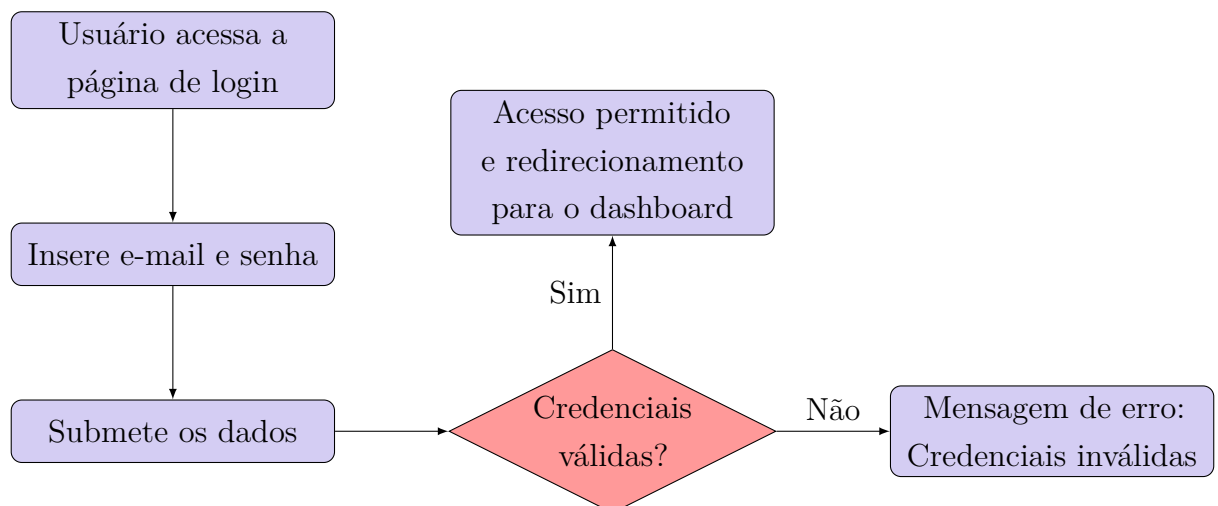 Usuário acessa a
página de login
Insere e-mail e senha
Submete os dados
Credenciais
válidas?
Sim
Acesso permitido
e redirecionamento
para o dashboard
Não
Mensagem de erro:
Credenciais inválidas